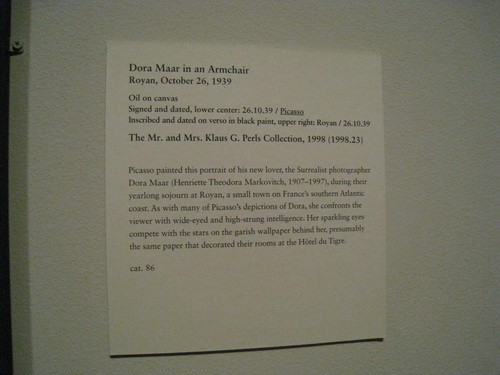 Dora Maar in an Armchair
Royan, October 26, 1939
Oil on canvas
Signed and dated, lower center: 26.10.39 / Picasso
Inscribed and dated on verso in black paint, upper right: Royan / 26.10.39
The Mr. and Mrs. Klaus G. Perls Collection, 1998 (1998.23)
Picasso painted this portrait of his new lover, the Surrealist photographer
Dora Maar (Henriette Theodora Markovitch, 1907–1997), during their
yearlong sojourn at Royan, a small town on France's southern Atlantic
coast. As with many of Picasso's depictions of Dora, she confronts the
viewer with wide-eyed and high-strung intelligence. Her sparkling eyes
compete with the stars on the garish wallpaper behind her, presumably
the same paper that decorated their rooms at the Hôtel du Tigre.
cat. 86